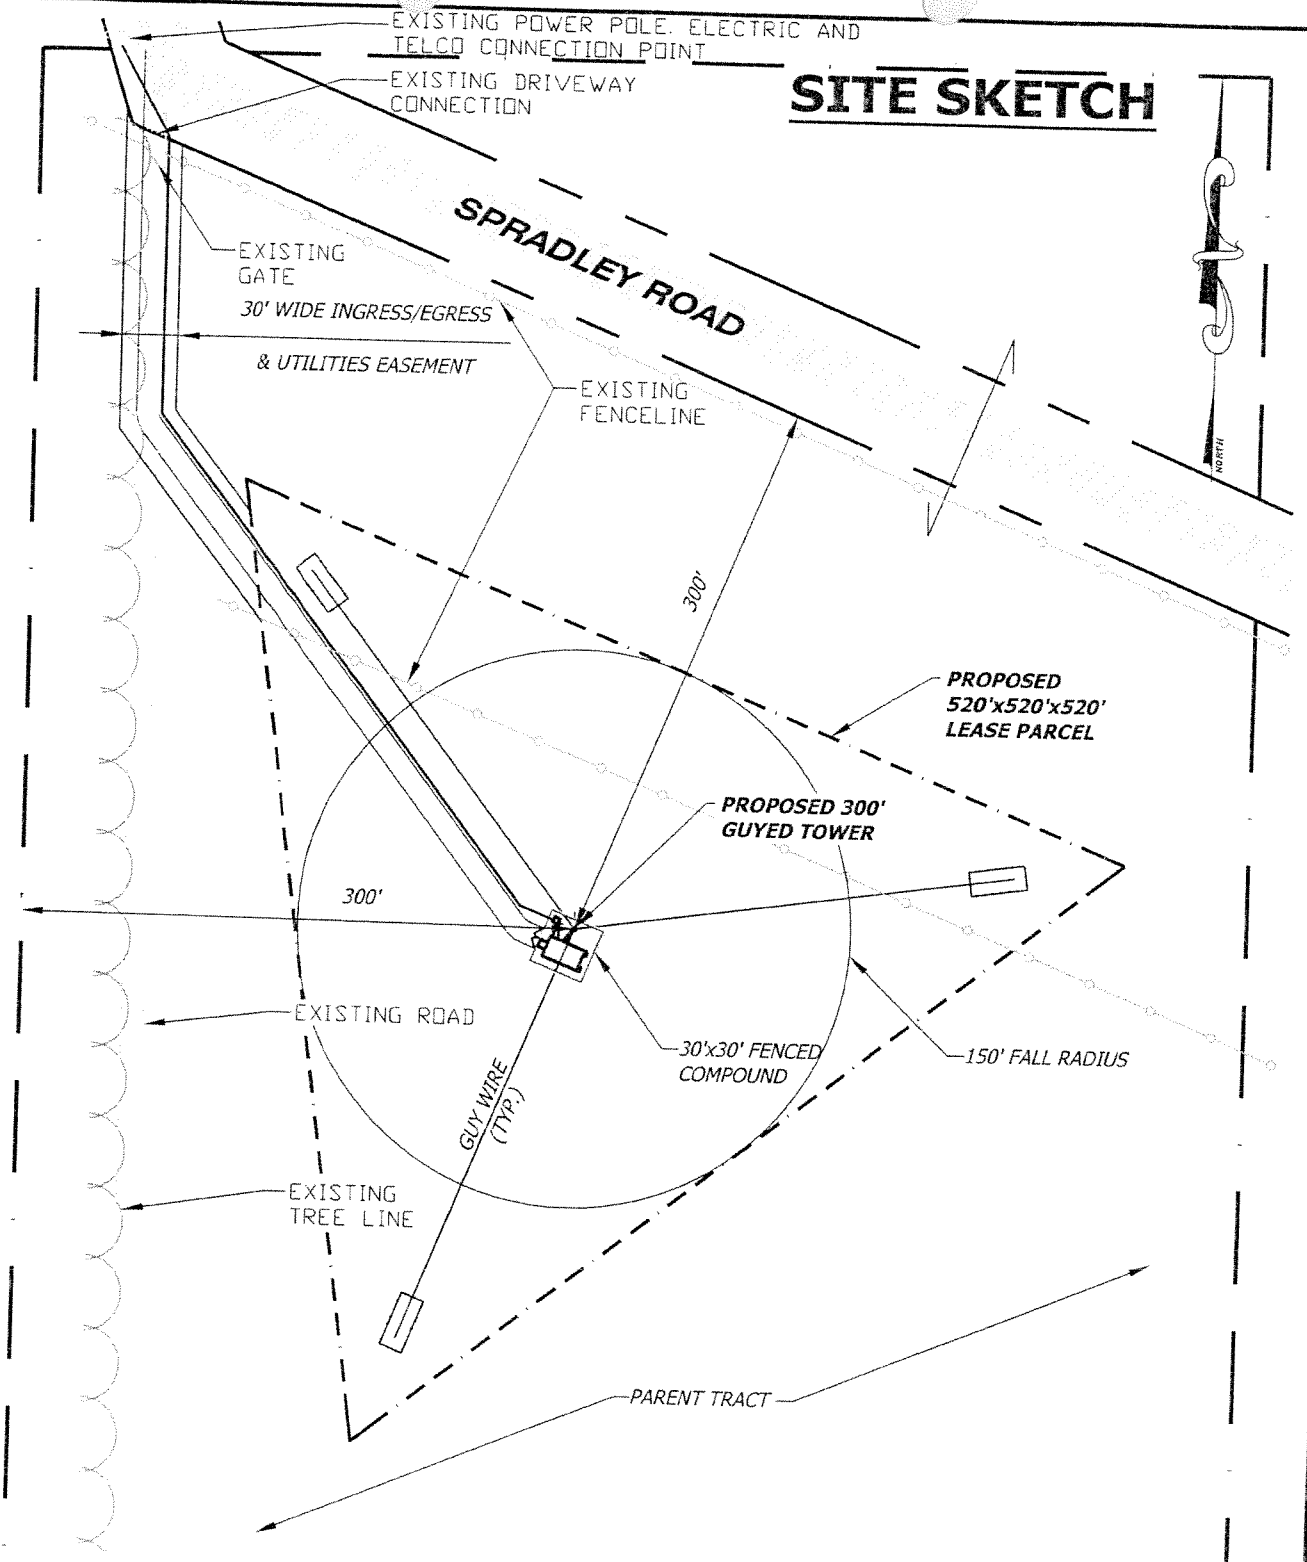 EXISTING POWER POLE. ELECTRIC AND
TELCO CONNECTION POINT
EXISTING DRIVEWAY
CONNECTION
SITE SKETCH
SPRADLEY ROAD
EXISTING
GATE
30' WIDE INGRESS/EGRESS
& UTILITIES EASEMENT
EXISTING
FENCELINE
NORTH
300'
PROPOSED
520'x520'x520'
LEASE PARCEL
PROPOSED 300'
GUYED TOWER
300'
EXISTING ROAD
30'x30' FENCED
COMPOUND
150' FALL RADIUS
GUY WIRE
(TYP.)
EXISTING
TREE LINE
PARENT TRACT